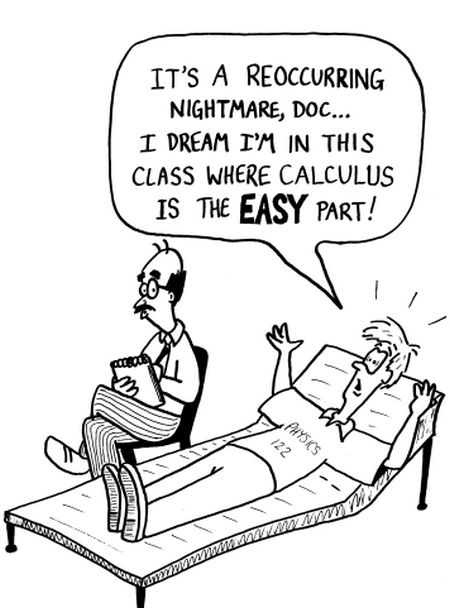 IT'S A REOCCURRING
NIGHTMARE, DOC...
I DREAM I'M IN THIS
CLASS WHERE CALCULUS
IS THE EASY PART!
PHYSICS
122